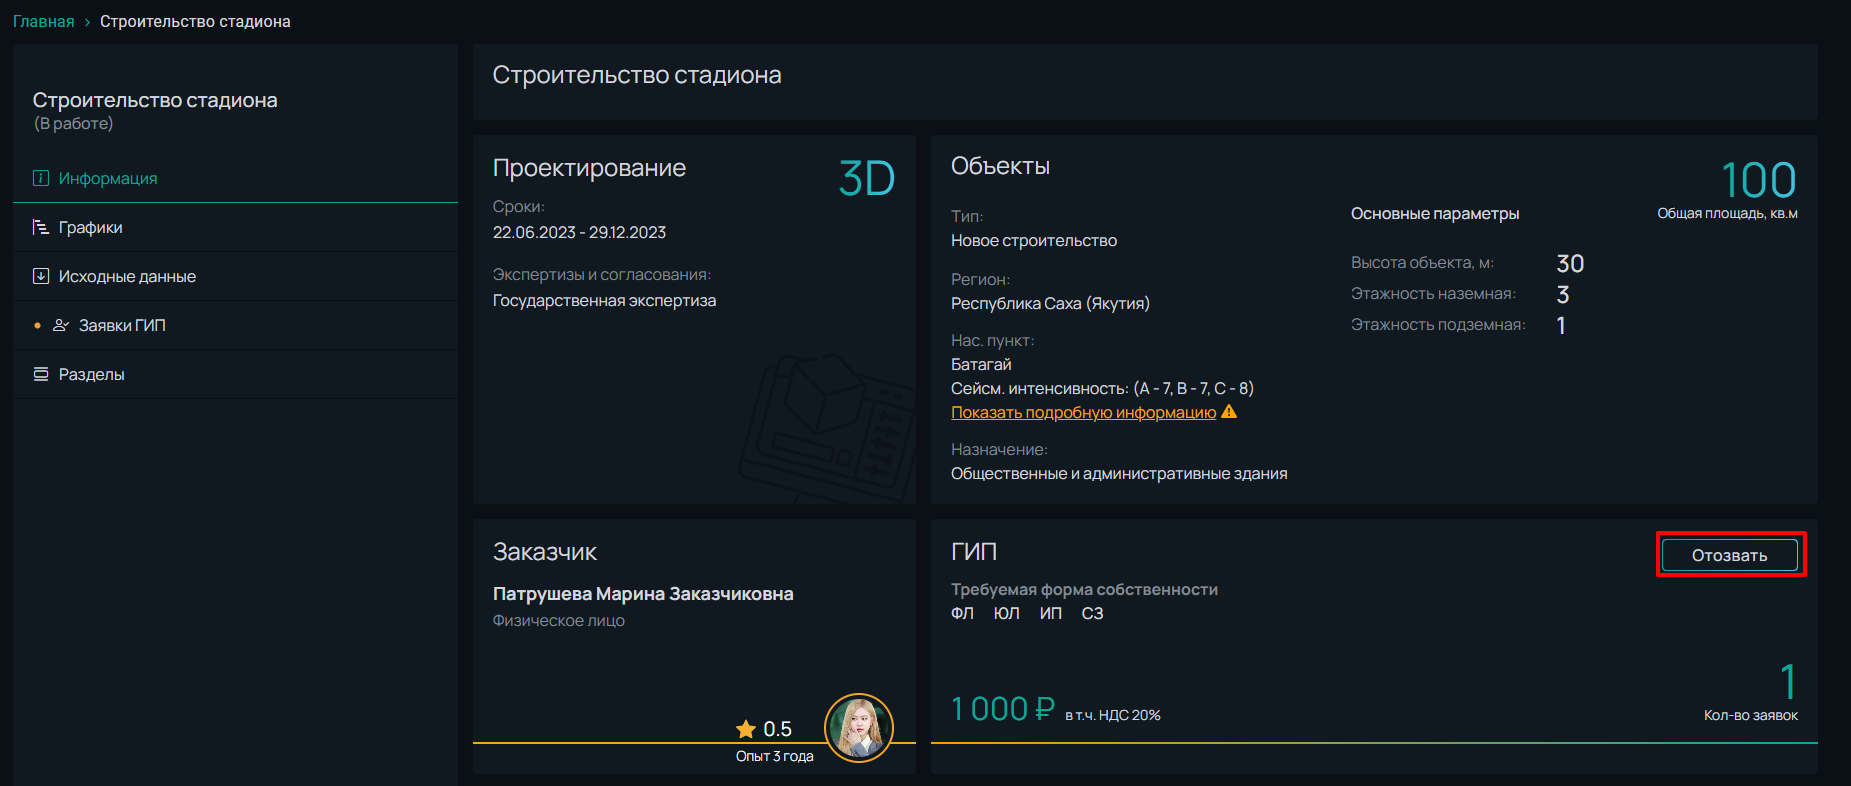 Главная › Строительство стадиона
Строительство стадиона
(В работе)
Информация
Графики
Исходные данные
Заявки ГИП
Разделы
Строительство стадиона
Проектирование
3D
Сроки:
22.06.2023 - 29.12.2023
Экспертизы и согласования:
Государственная экспертиза
Объекты
100
Общая площадь, кв.м
Тип:
Новое строительство
Регион:
Республика Саха (Якутия)
Нас. пункт:
Батагай
Сейсм. интенсивность: (A - 7, B - 7, C - 8)
Показать подробную информацию
Назначение:
Общественные и административные здания
Основные параметры
Высота объекта, м: 30
Этажность наземная: 3
Этажность подземная: 1
Заказчик
Патрушева Марина Заказчиковна
Физическое лицо
0.5
Опыт 3 года
ГИП
Отозвать
Требуемая форма собственности
ФЛ ЮЛ ИП СЗ
1 000 ₽ в т.ч. НДС 20%
1
Кол-во заявок